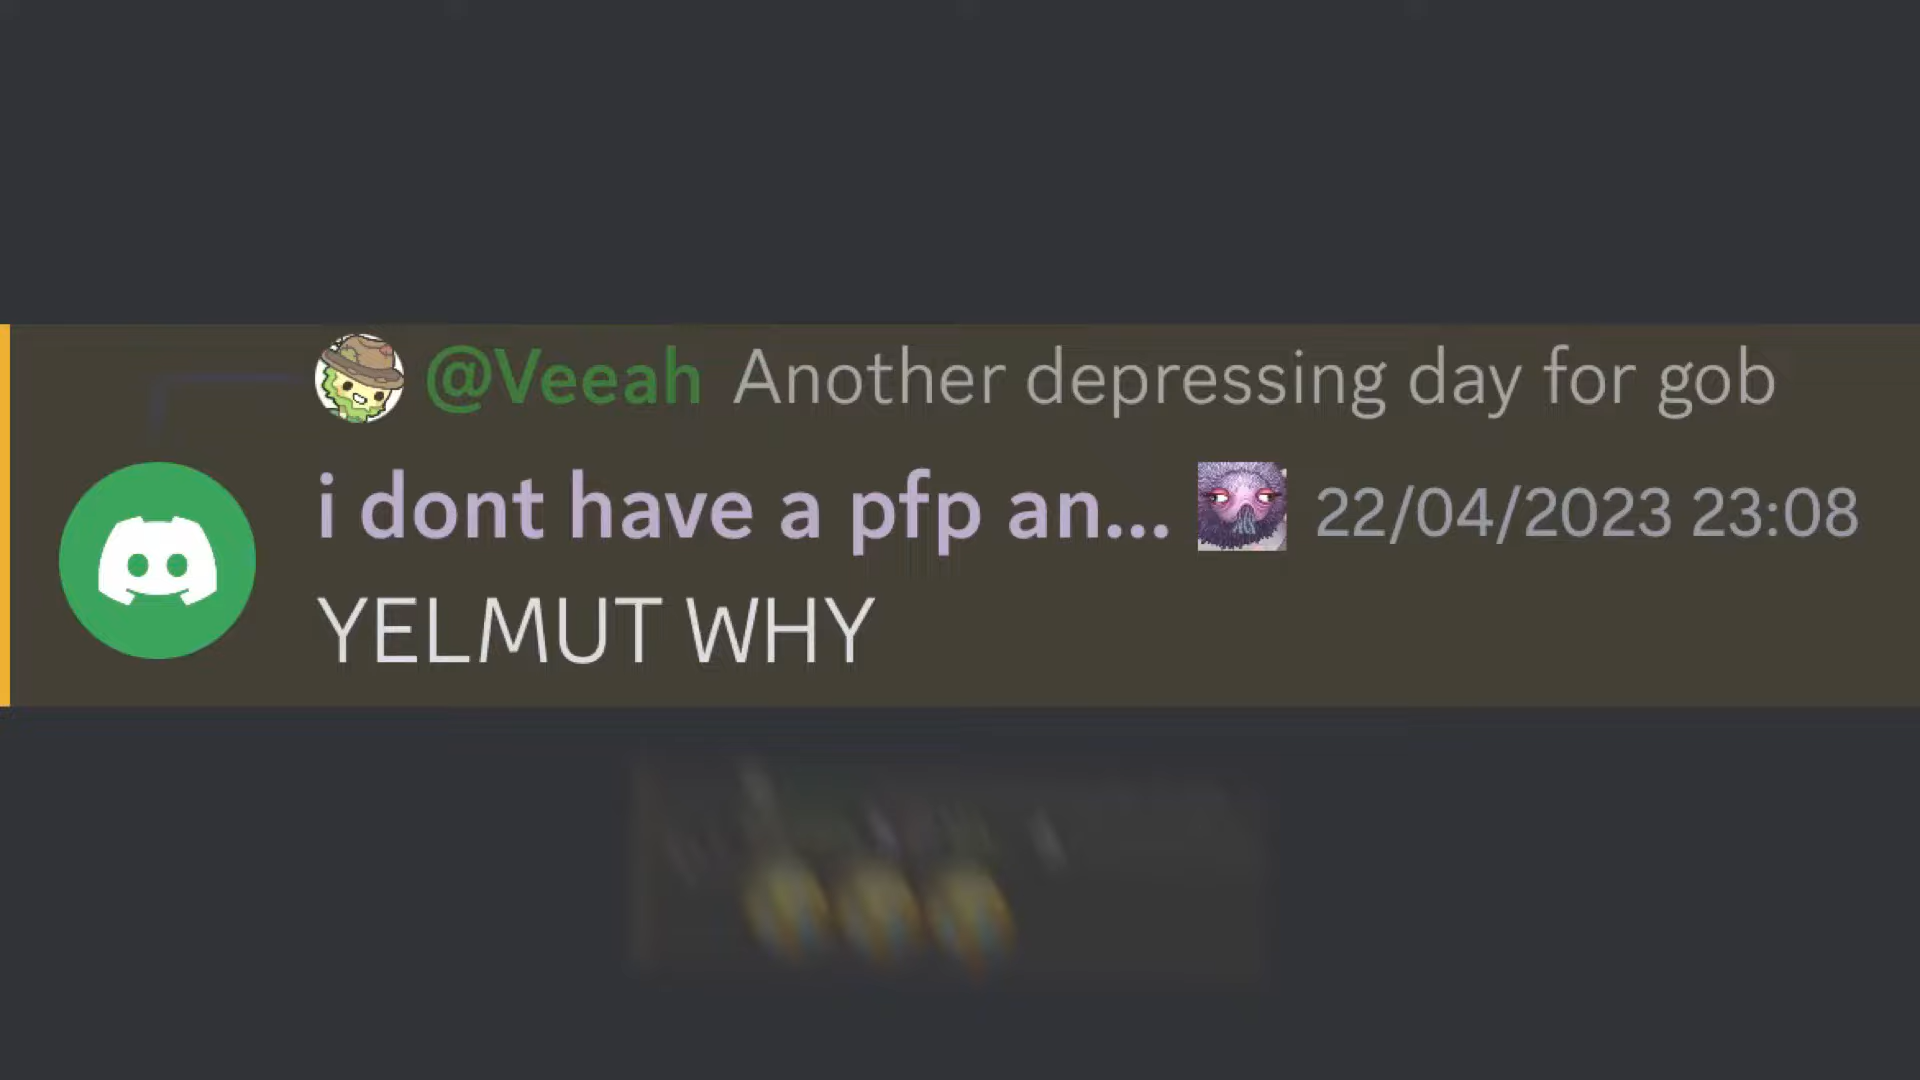 @Veeah Another depressing day for gob
i dont have a pfp an... 22/04/2023 23:08
YELMUT WHY